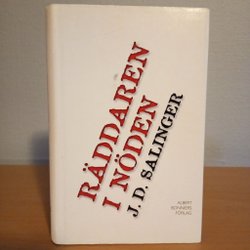 RÄDDAREN
I NÖDEN
J.D. SALINGER
ALBERT
BONNIERS
FÖRLAG